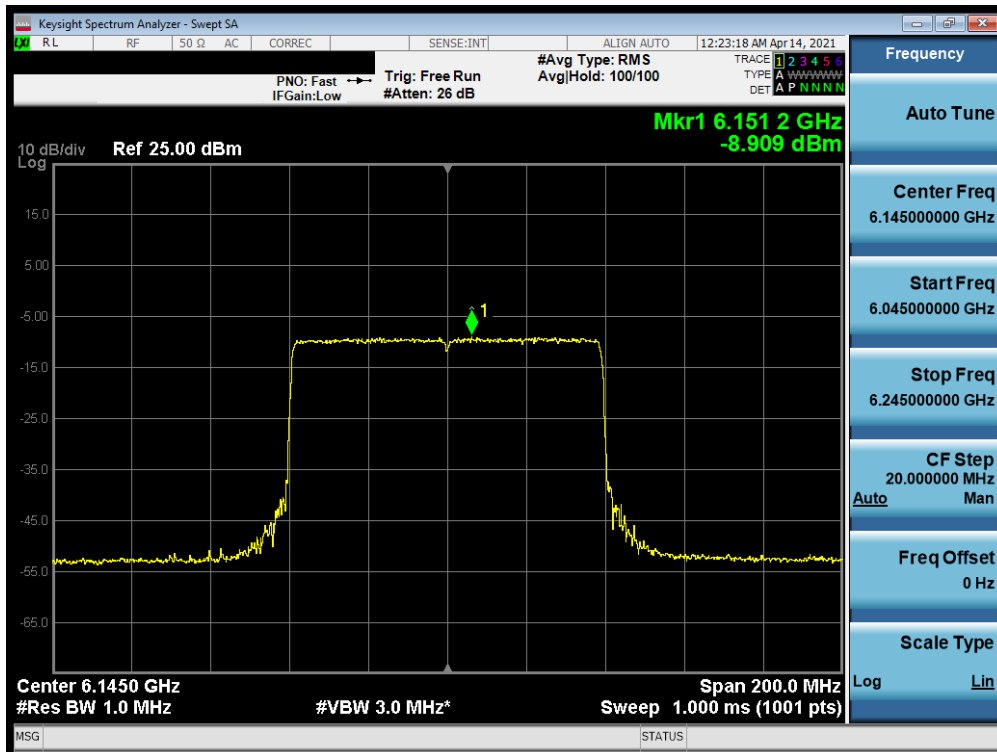 Keysight Spectrum Analyzer - Swept SA
LXI RL RF 50 Ω AC CORREC SENSE:INT ALIGN AUTO 12:23:18 AM Apr 14, 2021
PNO: Fast
IFGain:Low
Trig: Free Run
#Atten: 26 dB
#Avg Type: RMS
Avg|Hold: 100/100
TRACE 1 2 3 4 5 6
TYPE A WWWWW
DET A P N N N N
Mkr1 6.151 2 GHz
-8.909 dBm
10 dB/div Ref 25.00 dBm
Log
15.0
5.00
-5.00
-15.0
-25.0
-35.0
-45.0
-55.0
-65.0
1
Center 6.1450 GHz Span 200.0 MHz
#Res BW 1.0 MHz #VBW 3.0 MHz* Sweep 1.000 ms (1001 pts)
MSG STATUS
Frequency
Auto Tune
Center Freq
6.145000000 GHz
Start Freq
6.045000000 GHz
Stop Freq
6.245000000 GHz
CF Step
20.000000 MHz
Auto Man
Freq Offset
0 Hz
Scale Type
Log Lin